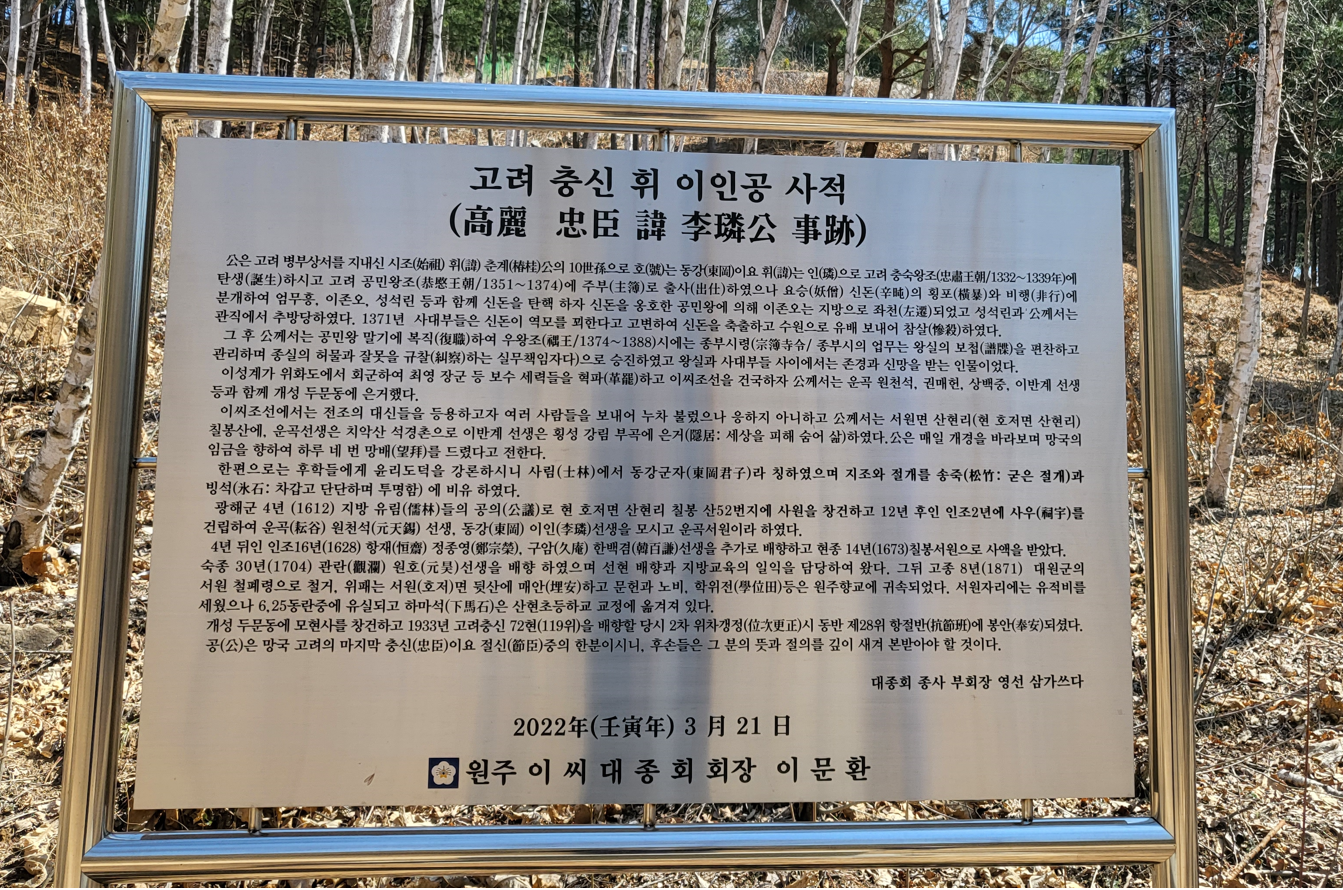 고려 충신 휘 이인공 사적
(高麗 忠臣 諱 李璘公 事跡)
公은 고려 병부상서를 지내신 시조(始祖) 휘(諱) 춘계(椿桂)公의 10世孫으로 호(號)는 동강(東岡)이요 휘(諱)는 인(璘)으로 고려 충숙왕조(忠肅王朝/1332~1339年)에
탄생(誕生)하시고 고려 공민왕조(恭愍王朝/1351~1374)에 주부(主簿)로 출사(出仕)하였으나 요승(妖僧) 신돈(辛旽)의 횡포(橫暴)와 비행(非行)에
분개하여 엄무흥, 이존오, 성석린 등과 함께 신돈을 탄핵 하자 신돈을 옹호한 공민왕에 의해 이존오는 지방으로 좌천(左遷)되었고 성석린과 公께서는
관직에서 추방당하였다. 1371년 사대부들은 신돈이 역모를 꾀한다고 고변하여 신돈을 축출하고 수원으로 유배 보내어 참살(慘殺)하였다.
그 후 公께서는 공민왕 말기에 복직(復職)하여 우왕조(禑王/1374~1388)시에는 종부시령(宗簿寺令/ 종부시의 업무는 왕실의 보첩(譜牒)을 편찬하고
관리하며 종실의 허물과 잘못을 규찰(糾察)하는 실무책임자다)으로 승진하였고 왕실과 사대부들 사이에서는 존경과 신망을 받는 인물이었다.
이성계가 위화도에서 회군하여 최영 장군 등 보수 세력들을 혁파(革罷)하고 이씨조선을 건국하자 公께서는 운곡 원천석, 권매헌, 상백중, 이반계 선생
등과 함께 개성 두문동에 은거했다.
이씨조선에서는 전조의 대신들을 등용하고자 여러 사람들을 보내어 누차 불렀으나 응하지 아니하고 公께서는 서원면 산현리(현 호저면 산현리)
칠봉산에, 운곡선생은 치악산 석경촌으로 이반계 선생은 횡성 강림 부곡에 은거(隱居: 세상을 피해 숨어 삶)하였다.公은 매일 개경을 바라보며 망국의
임금을 향하여 하루 네 번 망배(望拜)를 드렸다고 전한다.
한편으로는 후학들에게 윤리도덕을 강론하시니 사림(士林)에서 동강군자(東岡君子)라 칭하였으며 지조와 절개를 송죽(松竹: 굳은 절개)과
빙석(氷石: 차갑고 단단하며 투명함) 에 비유 하였다.
광해군 4년 (1612) 지방 유림(儒林)들의 공의(公議)로 현 호저면 산현리 칠봉 산52번지에 사원을 창건하고 12년 후인 인조2년에 사우(祠宇)를
건립하여 운곡(耘谷) 원천석(元天錫) 선생, 동강(東岡) 이인(李璘)선생을 모시고 운곡서원이라 하였다.
4년 뒤인 인조16년(1628) 항재(恒齋) 정종영(鄭宗榮), 구암(久庵) 한백겸(韓百謙)선생을 추가로 배향하고 현종 14년(1673)칠봉서원으로 사액을 받았다.
숙종 30년(1704) 관란(觀瀾) 원호(元昊)선생을 배향 하였으며 선현 배향과 지방교육의 일익을 담당하여 왔다. 그뒤 고종 8년(1871) 대원군의
서원 철폐령으로 철거, 위패는 서원(호저)면 뒷산에 매안(埋安)하고 문헌과 노비, 학위전(學位田)등은 원주향교에 귀속되었다. 서원자리에는 유적비를
세웠으나 6.25동란중에 유실되고 하마석(下馬石)은 산현초등하교 교정에 옮겨져 있다.
개성 두문동에 모현사를 창건하고 1933년 고려충신 72현(119위)을 배향할 당시 2차 위차갱정(位次更正)시 동반 제28위 항절반(抗節班)에 봉안(奉安)되셨다.
공(公)은 망국 고려의 마지막 충신(忠臣)이요 절신(節臣)중의 한분이시니, 후손들은 그 분의 뜻과 절의를 깊이 새겨 본받아야 할 것이다.
대종회 종사 부회장 영선 삼가쓰다
2022年(壬寅年) 3 月 21 日
원주 이 씨 대 종 회 회장 이 문 환